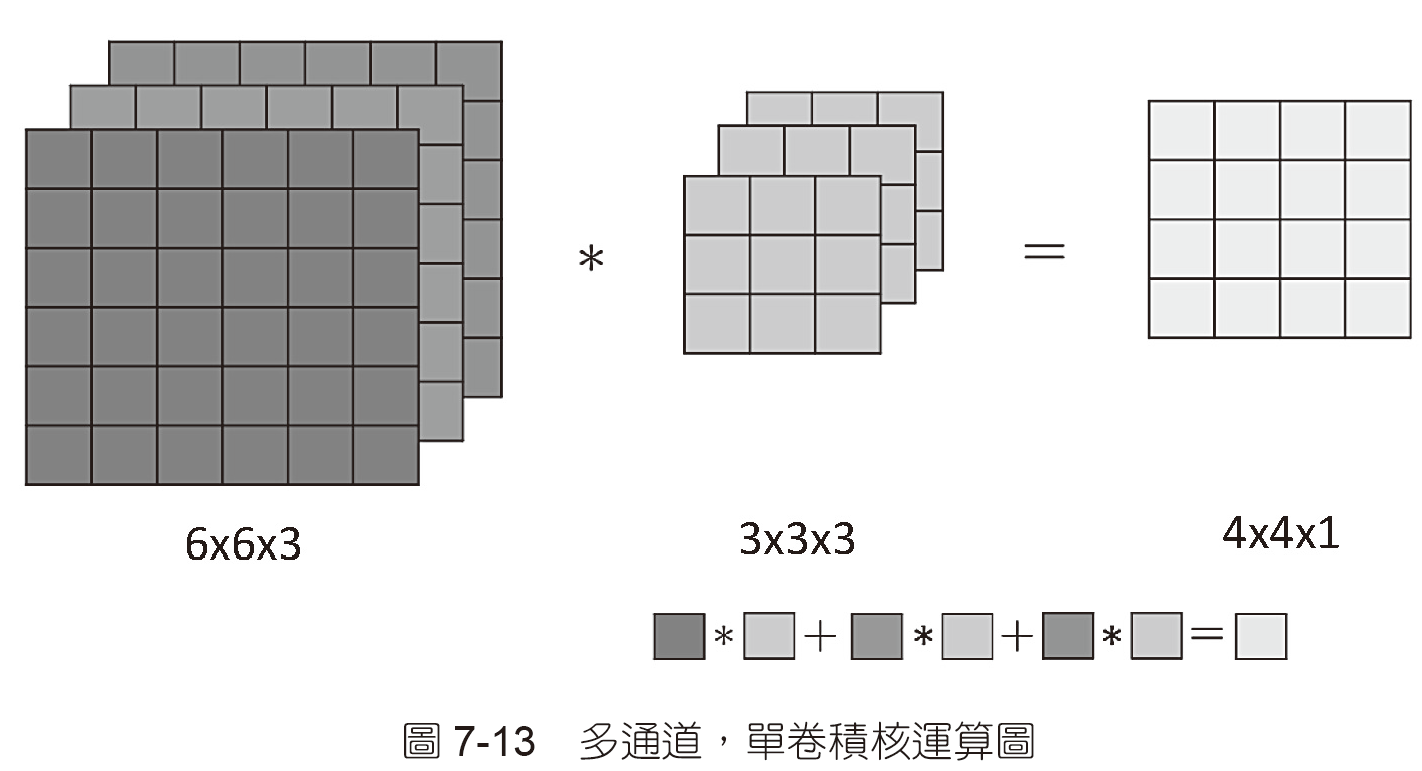 * =
6x6x3 3x3x3 4x4x1
* + * + * =
圖 7-13 多通道，單卷積核運算圖